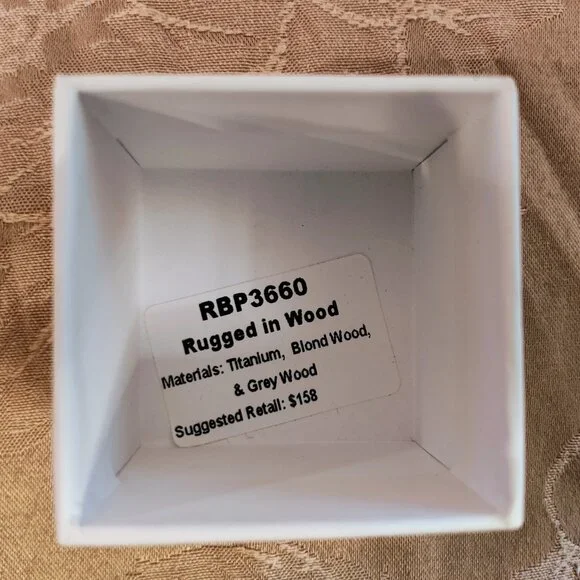 RBP3660
Rugged in Wood
Materials: Titanium, Blond Wood,
& Grey Wood
Suggested Retail: $158